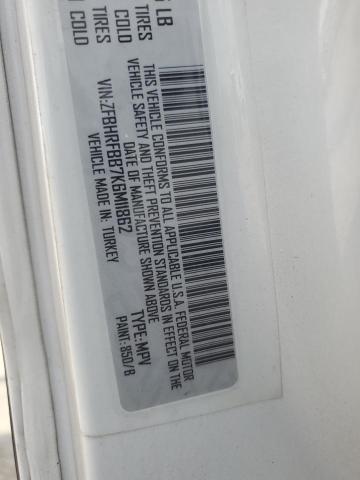 LB
TIRES
COLD
TIRES
COLD
THIS VEHICLE CONFORMS TO ALL APPLICABLE U.S.A. FEDERAL MOTOR
VEHICLE SAFETY AND THEFT PREVENTION STANDARDS IN EFFECT ON THE
DATE OF MANUFACTURE SHOWN ABOVE
VIN:ZFBHRFBB7K6M11862 TYPE:MPV
VEHICLE MADE IN: TURKEY PAINT: 850/B